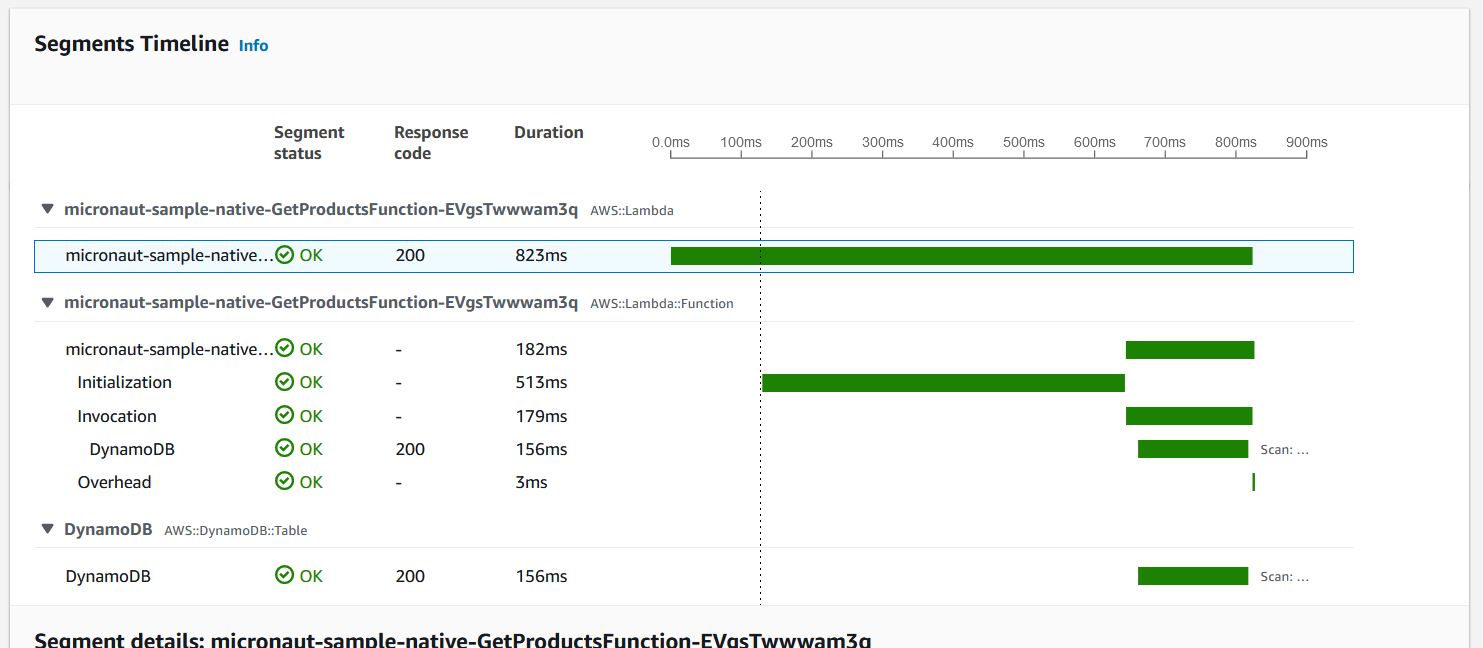 Segments Timeline Info
Segment status Response code Duration
0.0ms 100ms 200ms 300ms 400ms 500ms 600ms 700ms 800ms 900ms
micronaut-sample-native-GetProductsFunction-EVgsTwwwam3q AWS::Lambda
micronaut-sample-native... OK 200 823ms
micronaut-sample-native-GetProductsFunction-EVgsTwwwam3q AWS::Lambda::Function
micronaut-sample-native... OK - 182ms
Initialization OK - 513ms
Invocation OK - 179ms
DynamoDB OK 200 156ms Scan: ...
Overhead OK - 3ms
DynamoDB AWS::DynamoDB::Table
DynamoDB OK 200 156ms Scan: ...
Segment details: micronaut-sample-native-GetProductsFunction-EVgsTwwwam3q